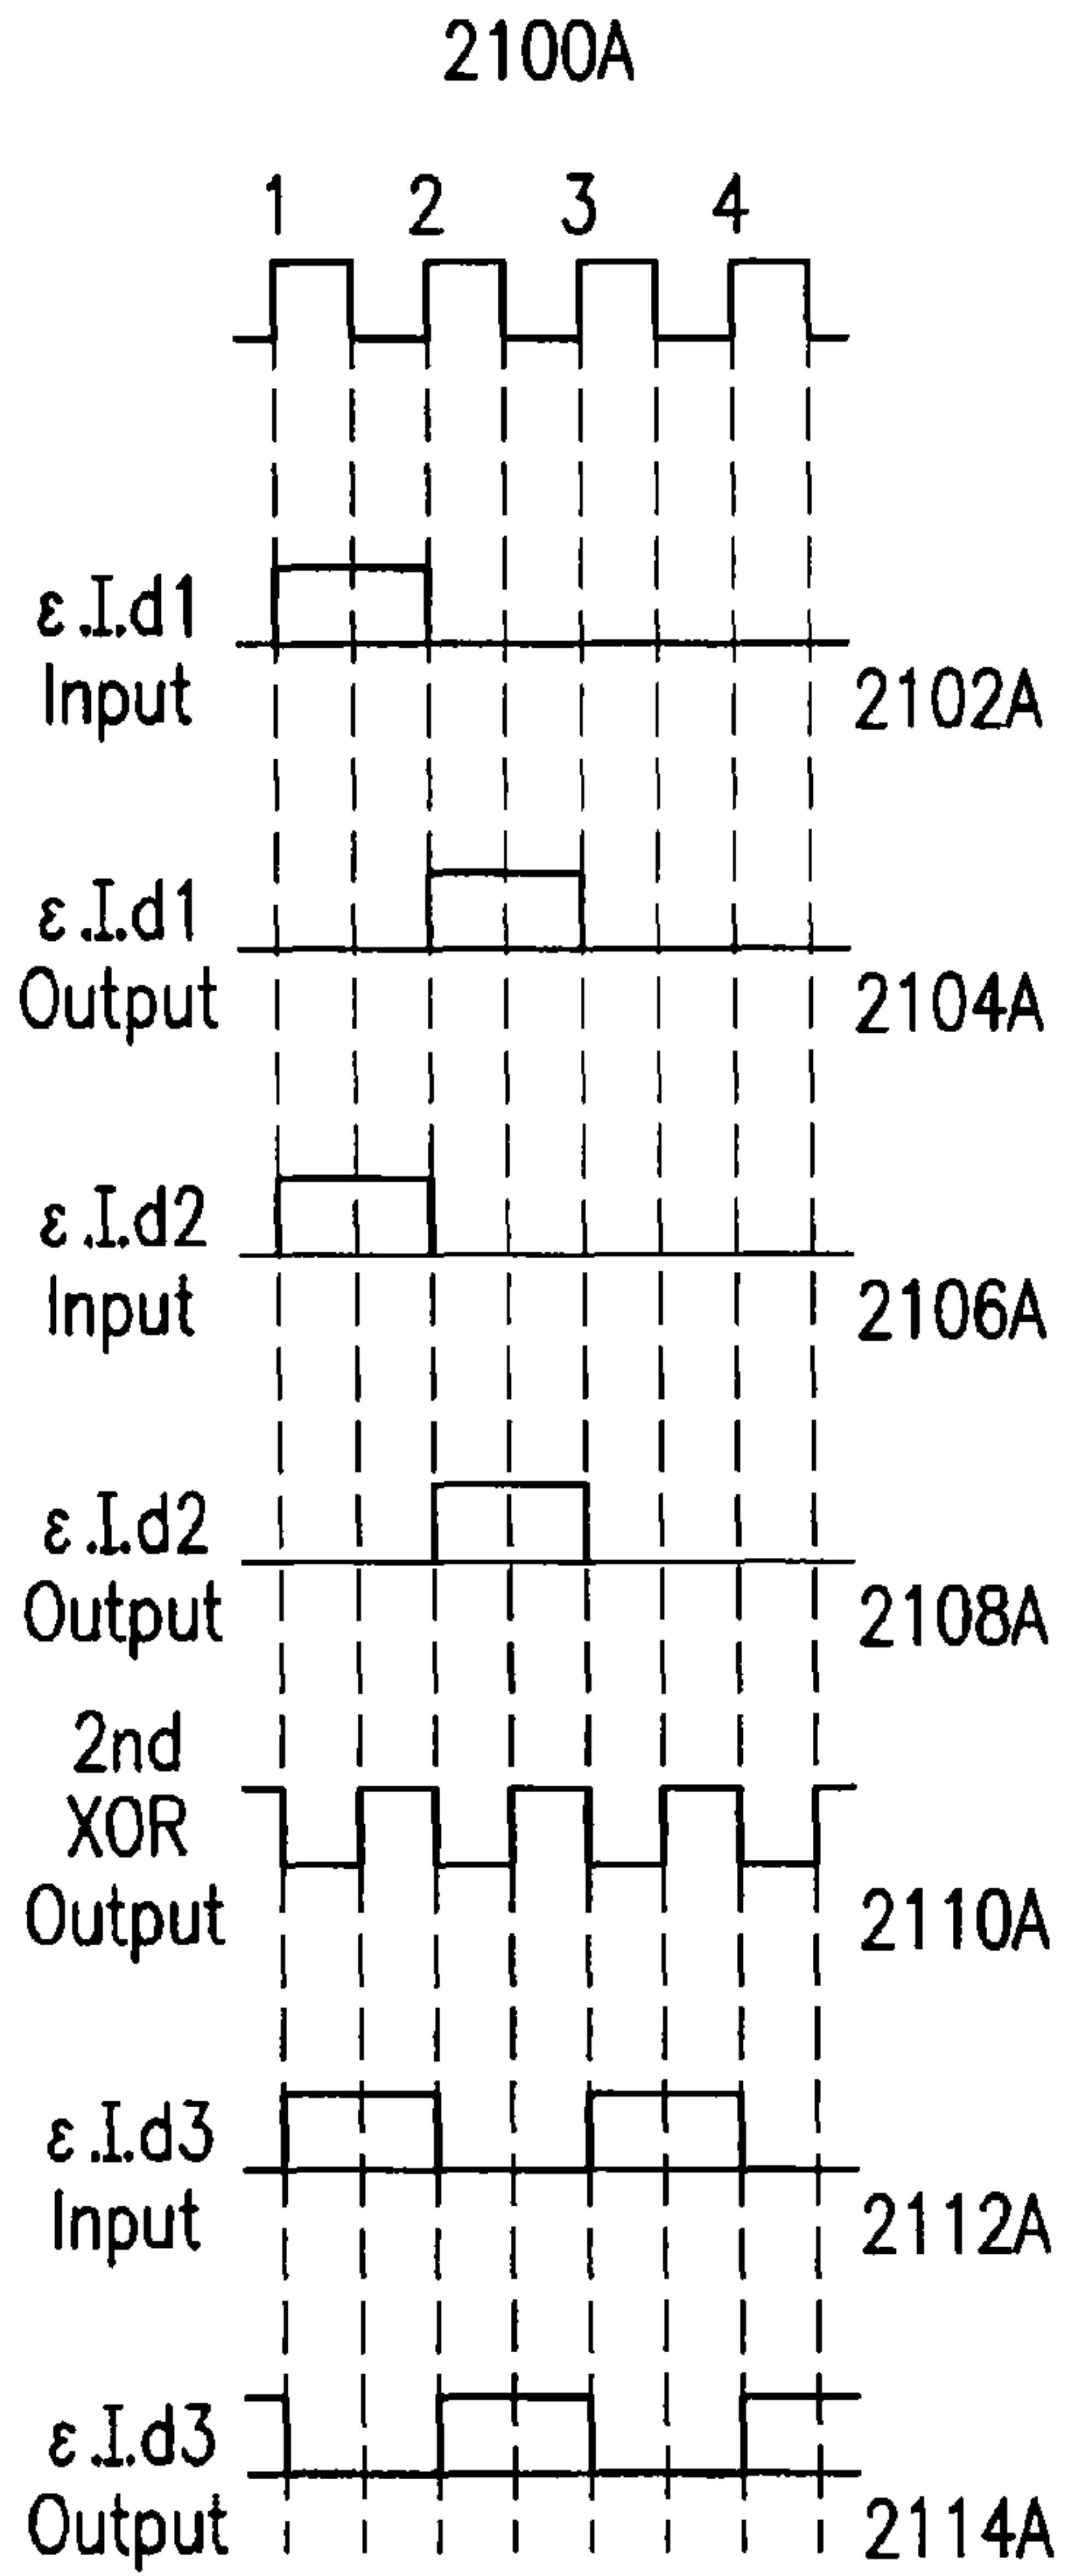 2100A
1 2 3 4
ε.I.d1
Input
2102A
ε.I.d1
Output
2104A
ε.I.d2
Input
2106A
ε.I.d2
Output
2108A
2nd
XOR
Output
2110A
ε.I.d3
Input
2112A
ε.I.d3
Output
2114A